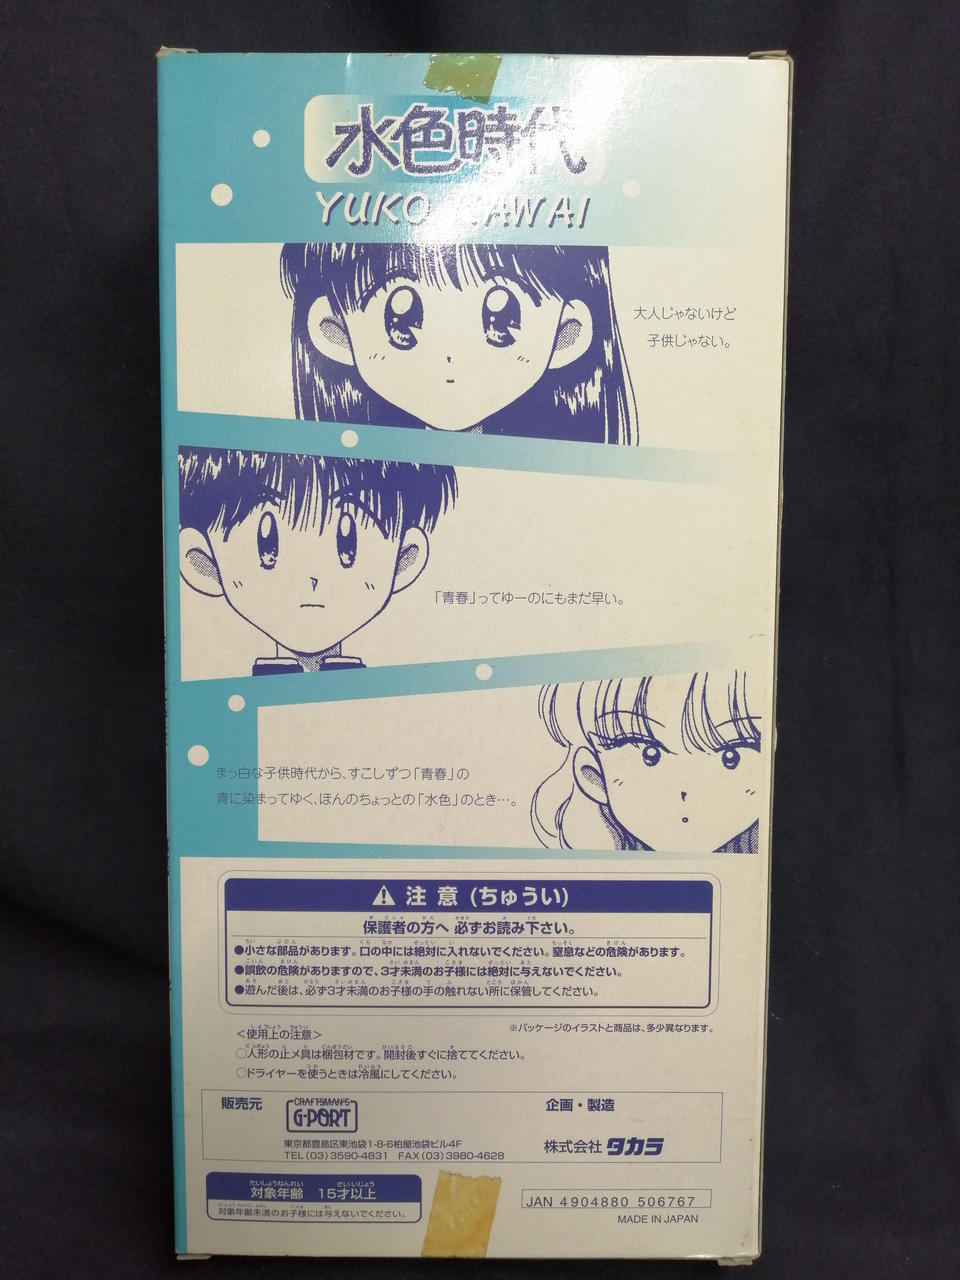 水色時代
YUKO KAWAI
大人じゃないけど
子供じゃない。
「青春」ってゆーのにもまだ早い。
まっ白な子供時代から、すこしずつ「青春」の
青に染まってゆく、ほんのちょっとの「水色」のとき…。
注意(ちゅうい)
保護者の方へ 必ずお読み下さい。
●小さな部品があります。口の中には絶対に入れないでください。窒息などの危険があります。
●誤飲の危険がありますので、3才未満のお子様には絶対に与えないでください。
●遊んだ後は、必ず3才未満のお子様の手の触れない所に保管してください。
※パッケージのイラストと商品は、多少異なります。
＜使用上の注意＞
○人形の止メ具は梱包材です。開封後すぐに捨ててください。
○ドライヤーを使うときは冷風にしてください。
販売元
CRAFTSMAN'S
G-PORT
東京都豊島区東池袋1-8-6柏屋池袋ビル4F
TEL(03)3590-4831 FAX(03)3980-4628
企画・製造
株式会社 タカラ
たいしょうねんれい さいいじょう
対象年齢 15才以上
対象年齢未満のお子様には与えないでください。
JAN 4904880 506767
MADE IN JAPAN